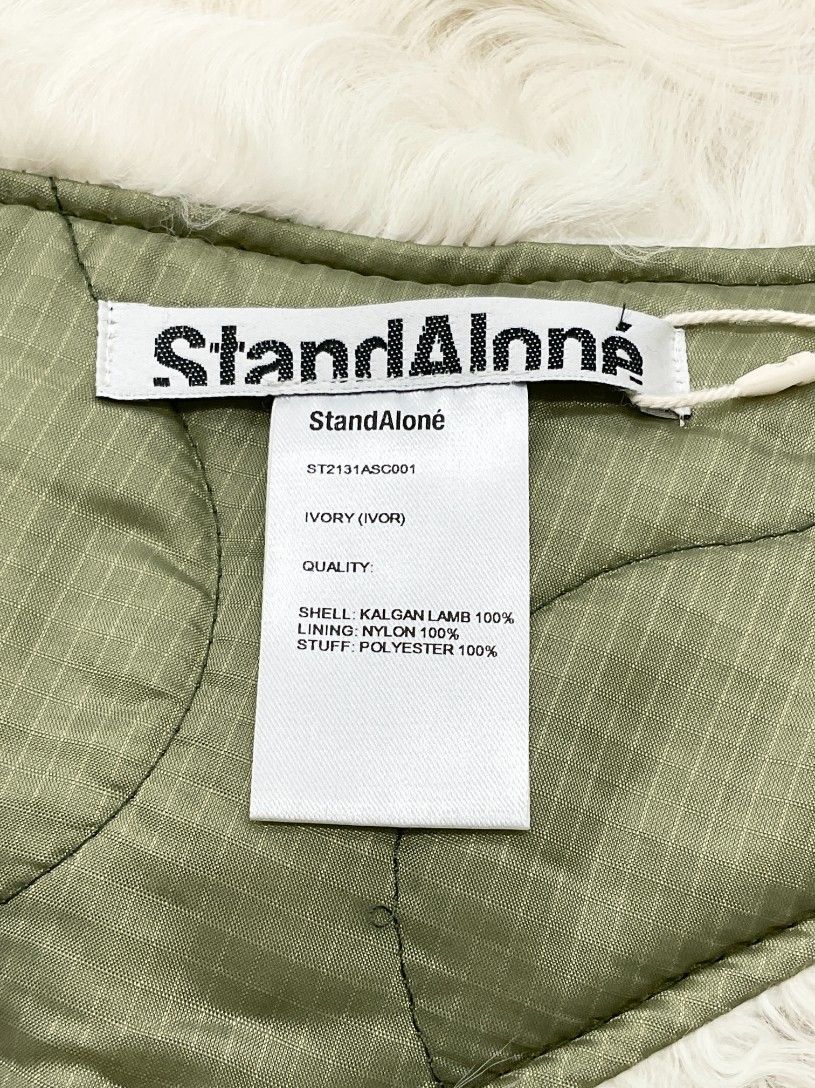 StandAloné
StandAloné
ST2131ASC001
IVORY (IVOR)
QUALITY:
SHELL: KALGAN LAMB 100%
LINING: NYLON 100%
STUFF: POLYESTER 100%